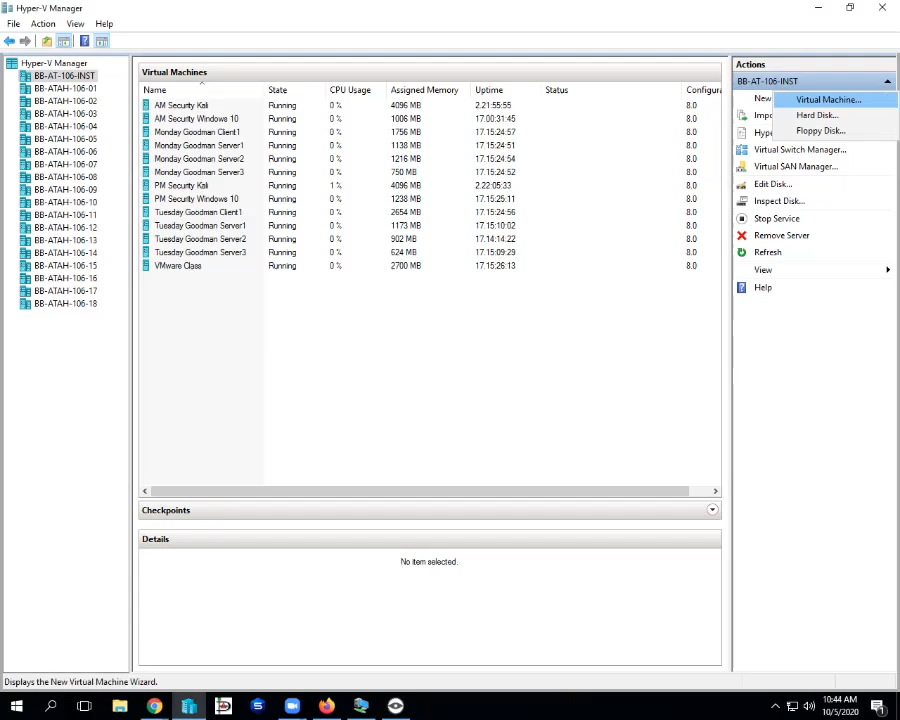 Hyper-V Manager
File Action View Help
Hyper-V Manager
BB-AT-106-INST
BB-ATAH-106-01
BB-ATAH-106-02
BB-ATAH-106-03
BB-ATAH-106-04
BB-ATAH-106-05
BB-ATAH-106-06
BB-ATAH-106-07
BB-ATAH-106-08
BB-ATAH-106-09
BB-ATAH-106-10
BB-ATAH-106-11
BB-ATAH-106-12
BB-ATAH-106-13
BB-ATAH-106-14
BB-ATAH-106-15
BB-ATAH-106-16
BB-ATAH-106-17
BB-ATAH-106-18
Virtual Machines
Name State CPU Usage Assigned Memory Uptime Status Configura
AM Security Kali Running 0 % 4096 MB 2.21:55:55 8.0
AM Security Windows 10 Running 0 % 1006 MB 17.00:31:45 8.0
Monday Goodman Client1 Running 0 % 1756 MB 17.15:24:57 8.0
Monday Goodman Server1 Running 0 % 1138 MB 17.15:24:51 8.0
Monday Goodman Server2 Running 0 % 1216 MB 17.15:24:54 8.0
Monday Goodman Server3 Running 0 % 750 MB 17.15:24:52 8.0
PM Security Kali Running 1 % 4096 MB 2.22:05:33 8.0
PM Security Windows 10 Running 0 % 1238 MB 17.15:25:11 8.0
Tuesday Goodman Client1 Running 0 % 2654 MB 17.15:24:56 8.0
Tuesday Goodman Server1 Running 0 % 1173 MB 17.15:10:02 8.0
Tuesday Goodman Server2 Running 0 % 902 MB 17.14:14:22 8.0
Tuesday Goodman Server3 Running 0 % 624 MB 17.15:09:29 8.0
VMware Class Running 0 % 2700 MB 17.15:26:13 8.0
Checkpoints
Details
No item selected.
Actions
BB-AT-106-INST
New
Virtual Machine...
Impo
Hard Disk...
Hype
Floppy Disk...
Virtual Switch Manager...
Virtual SAN Manager...
Edit Disk...
Inspect Disk...
Stop Service
Remove Server
Refresh
View
Help
Displays the New Virtual Machine Wizard.
10:44 AM
10/5/2020
1